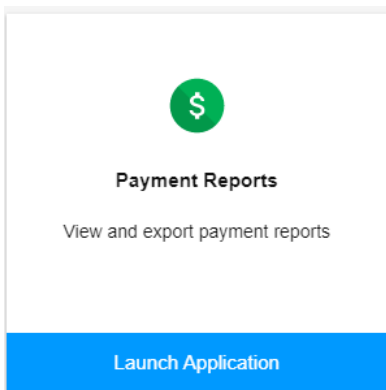 $
Payment Reports
View and export payment reports
Launch Application